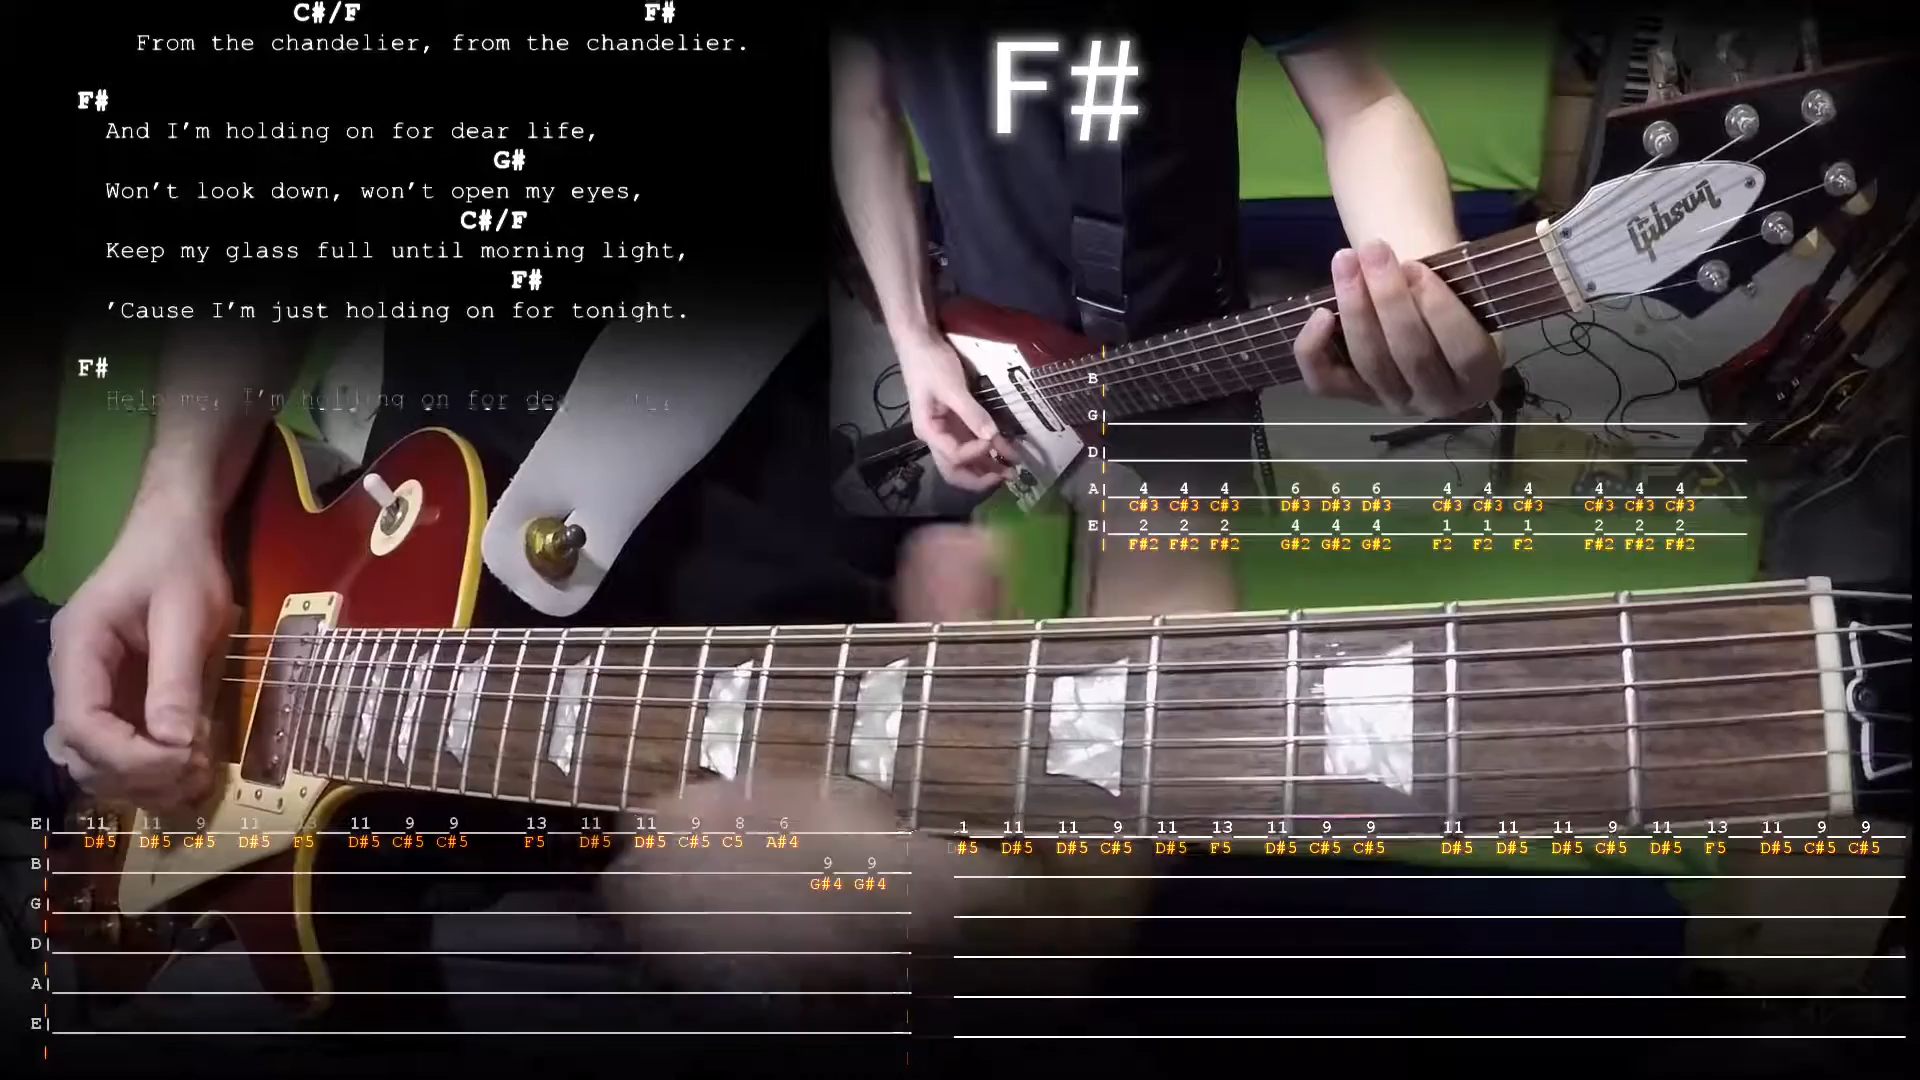 C#/F F#
From the chandelier, from the chandelier.
F#
And I'm holding on for dear life,
G#
Won't look down, won't open my eyes,
C#/F
Keep my glass full until morning light,
F#
'Cause I'm just holding on for tonight.
F#
Help me, I'm holding on for
F#
Gibson
B
G
D
A 4 4 4 6 6 6 4 4 4 4 4 4
C#3 C#3 C#3 D#3 D#3 D#3 C#3 C#3 C#3 C#3 C#3 C#3
E 2 2 2 4 4 4 1 1 1 2 2 2
F#2 F#2 F#2 G#2 G#2 G#2 F2 F2 F2 F#2 F#2 F#2
E 11 11 9 11 13 11 9 9 13 11 11 9 8 6
D#5 D#5 C#5 D#5 F5 D#5 C#5 C#5 F5 D#5 D#5 C#5 C5 A#4
B 9 9
G#4 G#4
G
D
A
E
1 11 11 9 11 13 11 9 9 11 11 11 9 11 13 11 9 9
D#5 D#5 D#5 C#5 D#5 F5 D#5 C#5 C#5 D#5 D#5 D#5 C#5 D#5 F5 D#5 C#5 C#5